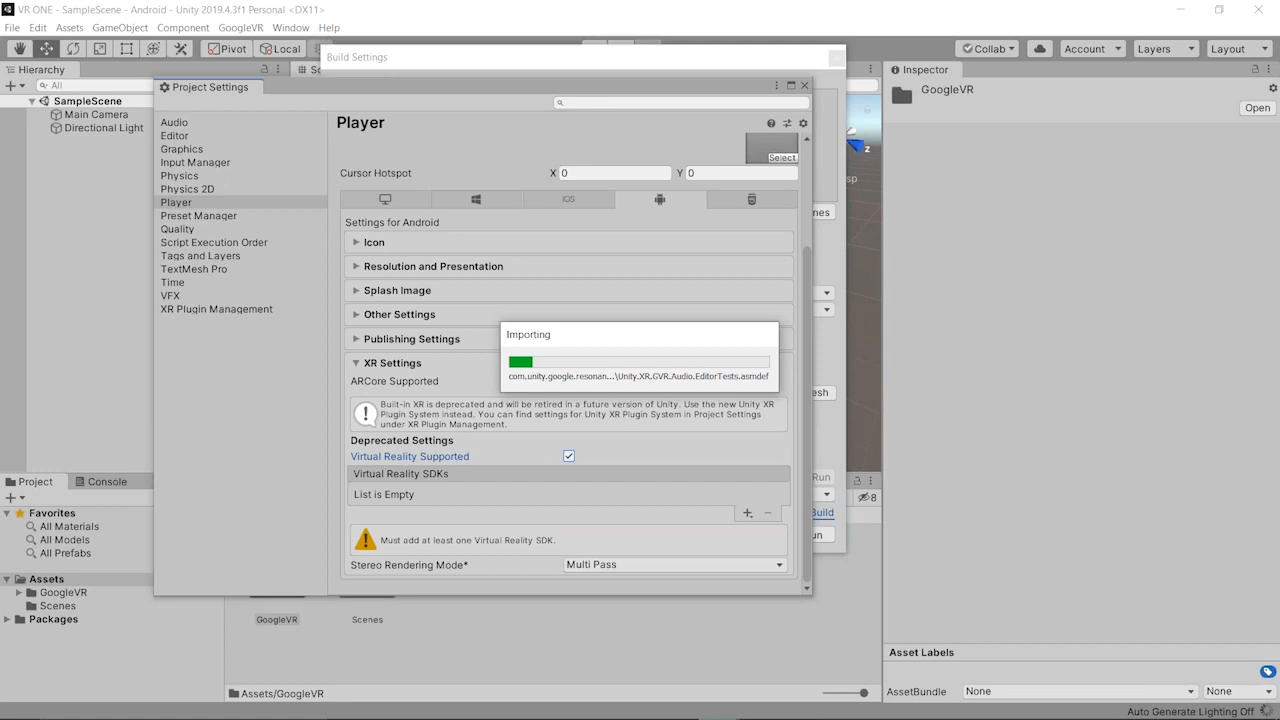 VR ONE - SampleScene - Android - Unity 2019.4.3f1 Personal <DX11>
File Edit Assets GameObject Component GoogleVR Window Help
Pivot Local Collab Account Layers Layout
Hierarchy
All
SampleScene
Main Camera
Directional Light
Build Settings
Project Settings
Audio
Editor
Graphics
Input Manager
Physics
Physics 2D
Player
Preset Manager
Quality
Script Execution Order
Tags and Layers
TextMesh Pro
Time
VFX
XR Plugin Management
Player
Select
Cursor Hotspot X 0 Y 0
iOS
Settings for Android
Icon
Resolution and Presentation
Splash Image
Other Settings
Publishing Settings
XR Settings
ARCore Supported
Built-in XR is deprecated and will be retired in a future version of Unity. Use the new Unity XR
Plugin System instead. You can find settings for Unity XR Plugin System in Project Settings
under XR Plugin Management.
Deprecated Settings
Virtual Reality Supported
Virtual Reality SDKs
List is Empty
Must add at least one Virtual Reality SDK.
Stereo Rendering Mode* Multi Pass
Importing
com.unity.google.resonan...\Unity.XR.GVR.Audio.EditorTests.asmdef
z
sp
nes
esh
Run
Build
un
8
Project Console
Favorites
All Materials
All Models
All Prefabs
Assets
GoogleVR
Scenes
Packages
GoogleVR Scenes
Assets/GoogleVR
Inspector
GoogleVR
Open
Asset Labels
AssetBundle None None
Auto Generate Lighting Off